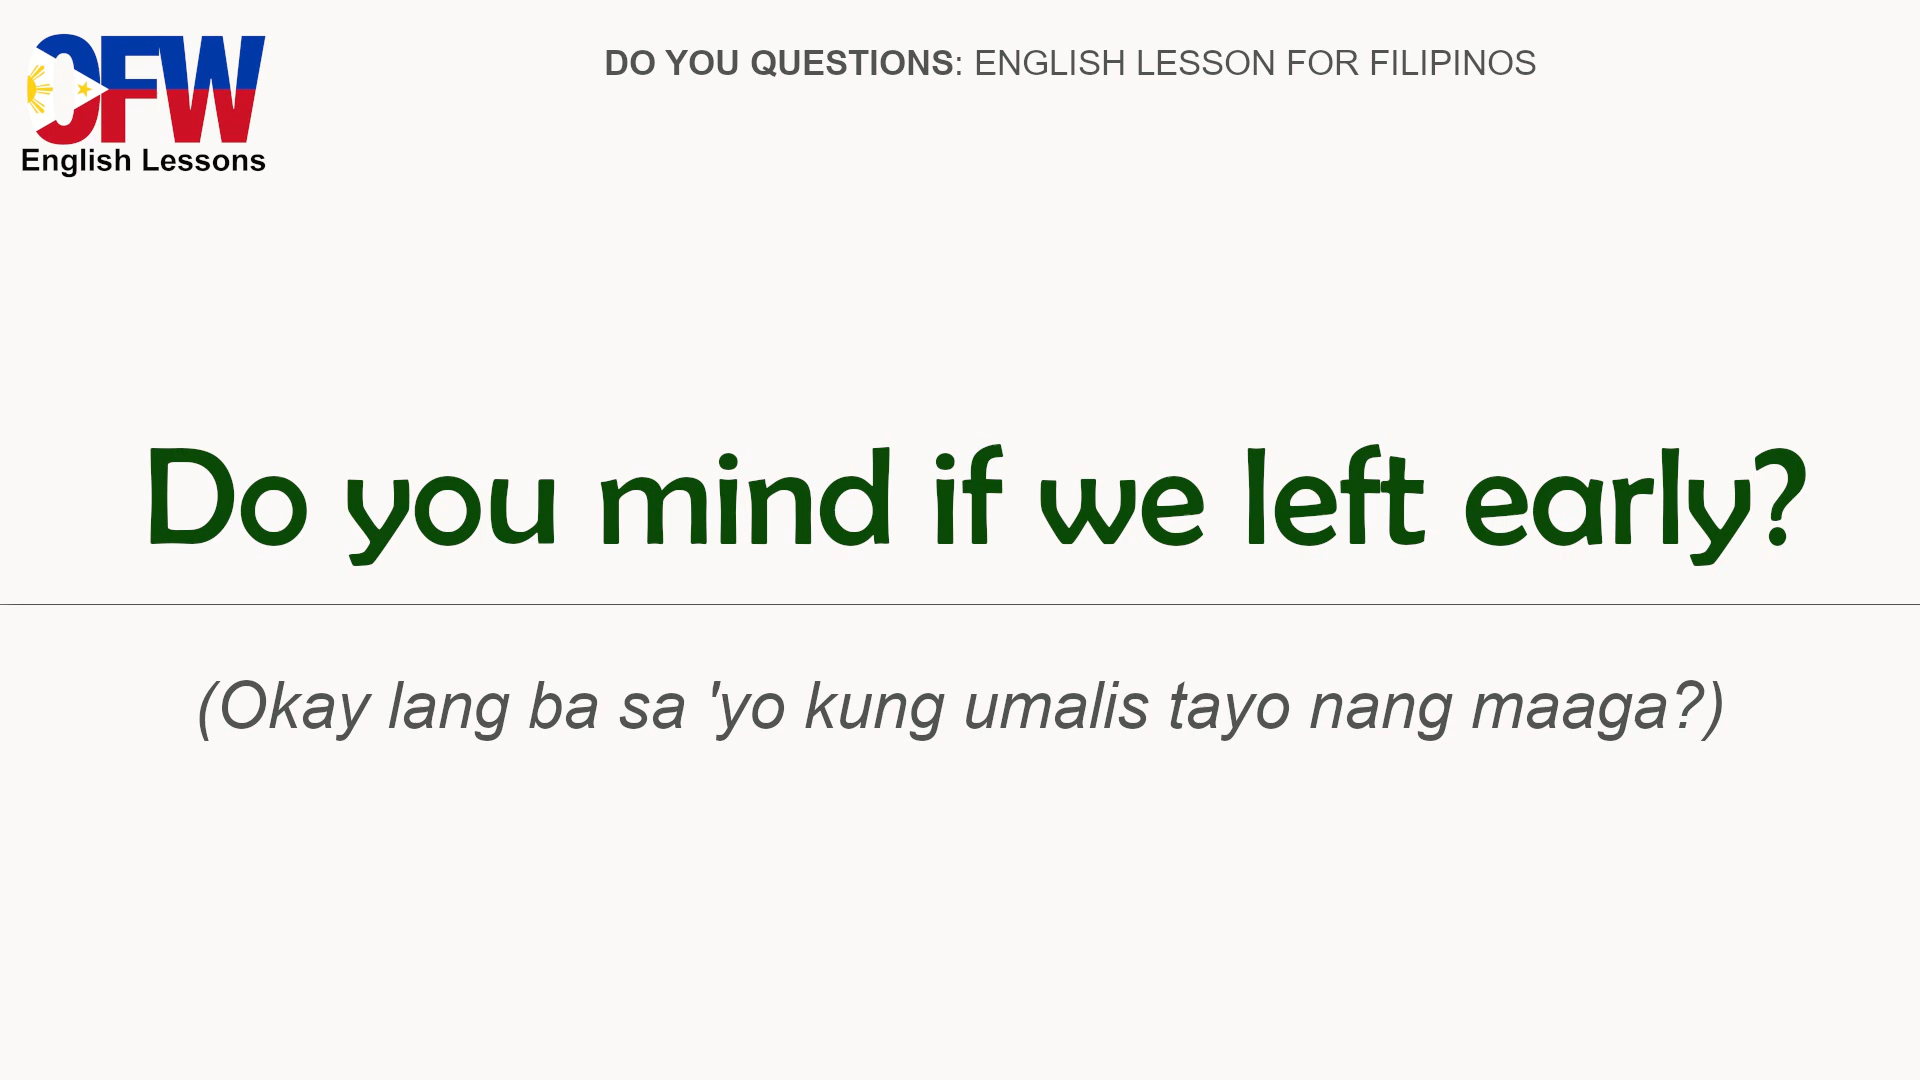 OFW
English Lessons
DO YOU QUESTIONS: ENGLISH LESSON FOR FILIPINOS
Do you mind if we left early?
(Okay lang ba sa 'yo kung umalis tayo nang maaga?)